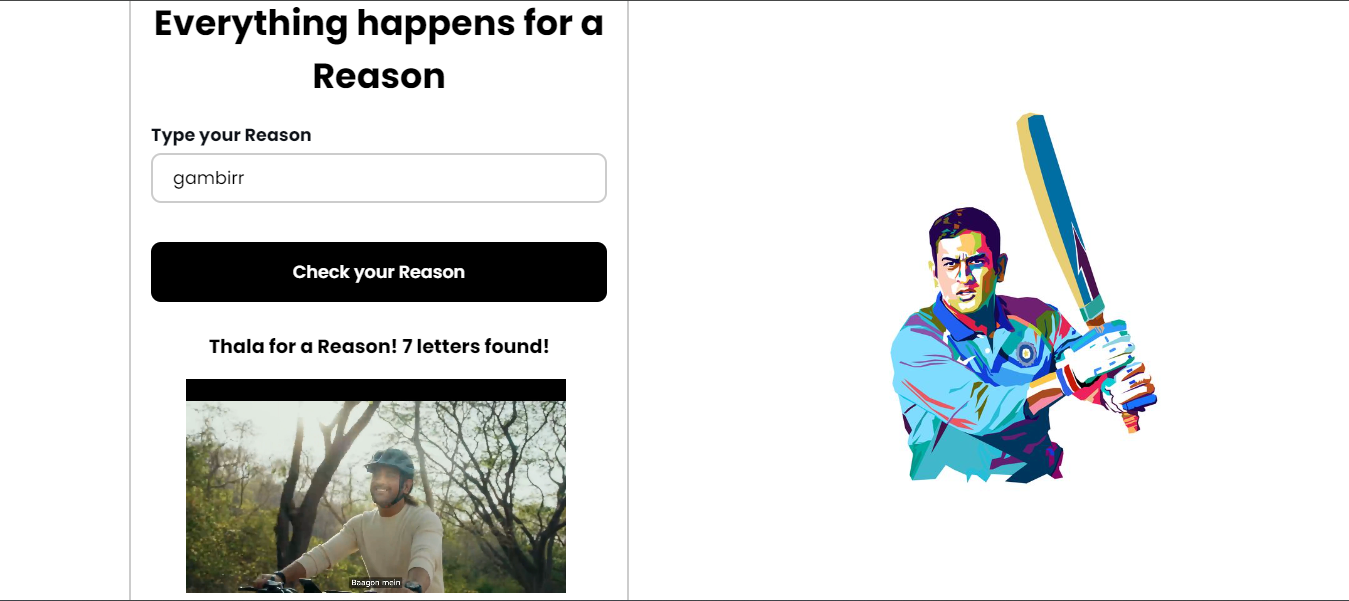 Everything happens for a
Reason
Type your Reason
gambirr
Check your Reason
Thala for a Reason! 7 letters found!
Baagon mein